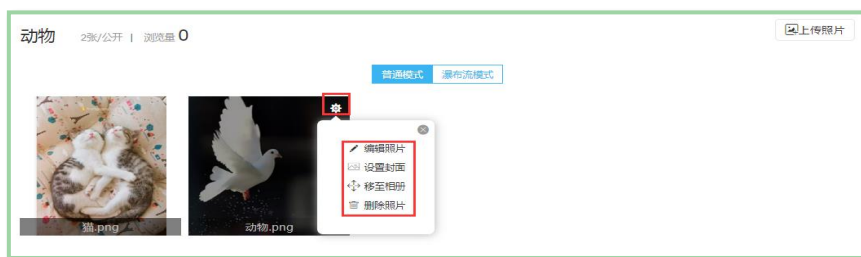 动物 2张/公开 | 浏览量 0 上传照片
普通模式 瀑布流模式
编辑照片
设置封面
移至相册
删除照片
猫.png 动物.png